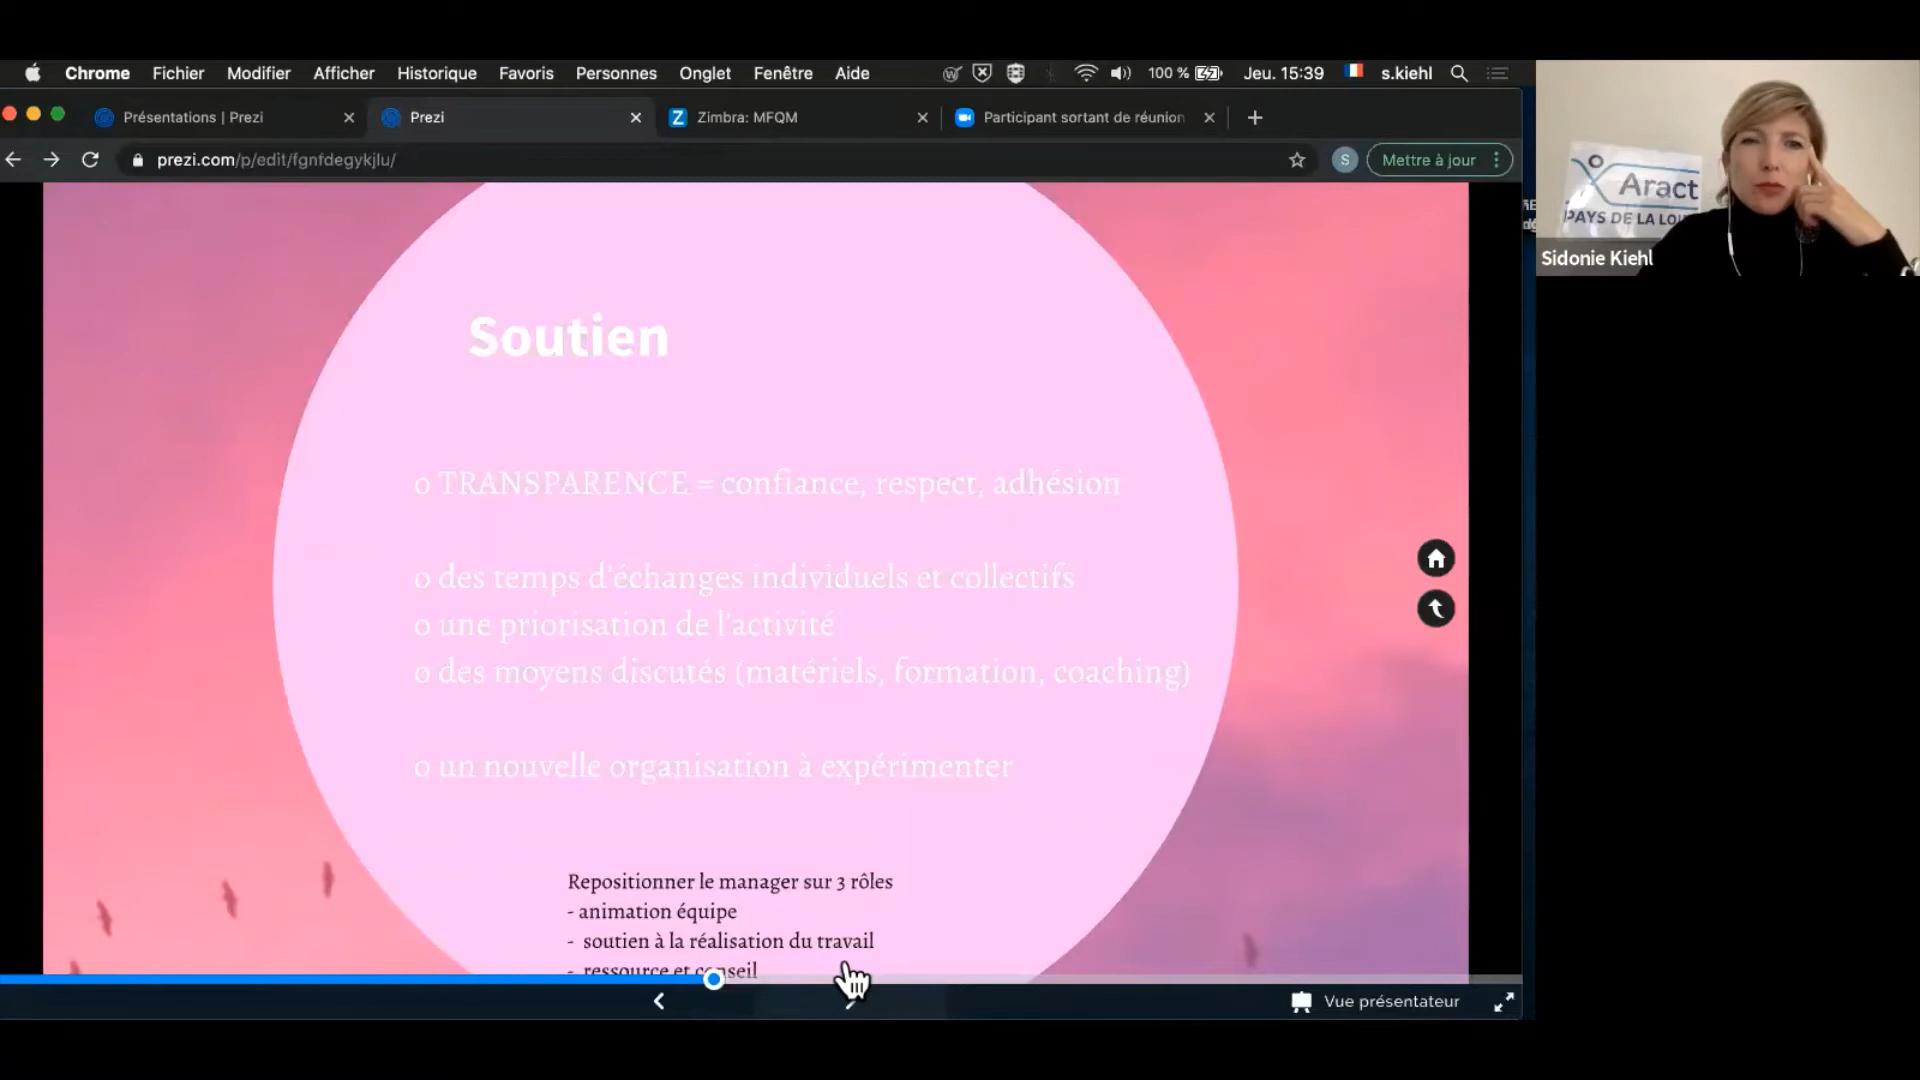 Chrome Fichier Modifier Afficher Historique Favoris Personnes Onglet Fenêtre Aide 100 % Jeu. 15:39 s.kiehl
Présentations | Prezi Prezi Zimbra: MFQM Participant sortant de réunion
prezi.com/p/edit/fgnfdegykjlu/ S Mettre à jour
Aract
PAYS DE LA LOI
Sidonie Kiehl
Soutien
o TRANSPARENCE = confiance, respect, adhésion
o des temps d'échanges individuels et collectifs
o une priorisation de l'activité
o des moyens discutés (matériels, formation, coaching)
o un nouvelle organisation à expérimenter
Repositionner le manager sur 3 rôles
- animation équipe
- soutien à la réalisation du travail
- ressource et conseil
Vue présentateur